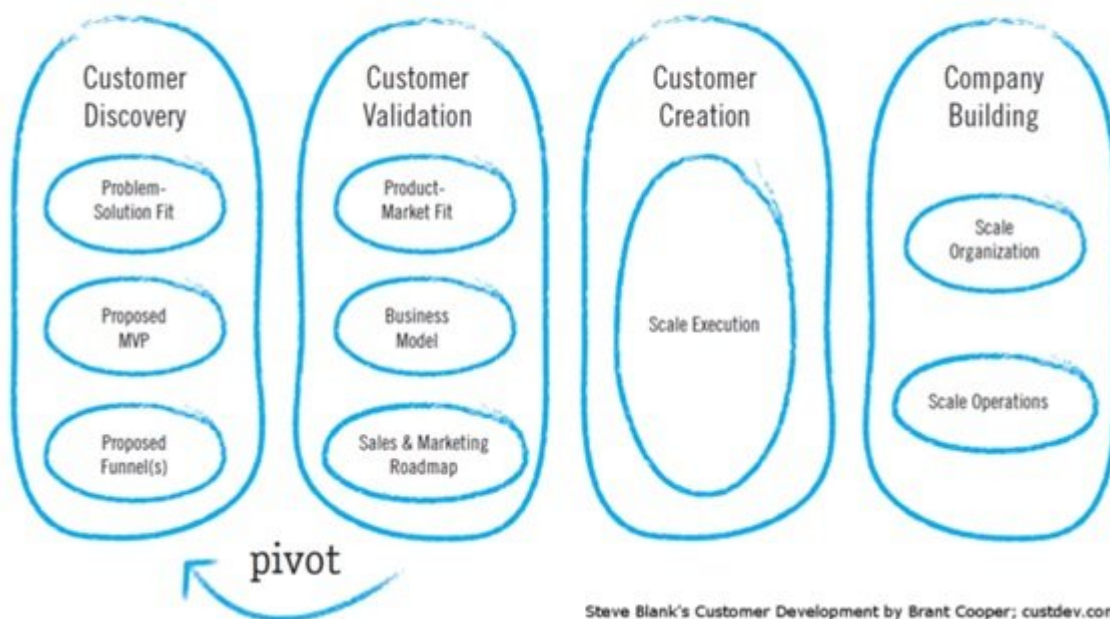 Customer
Discovery
Problem-
Solution Fit
Proposed
MVP
Proposed
Funnel(s)
Customer
Validation
Product-
Market Fit
Business
Model
Sales & Marketing
Roadmap
Customer
Creation
Scale Execution
Company
Building
Scale
Organization
Scale Operations
pivot
Steve Blank's Customer Development by Brant Cooper; custdev.com